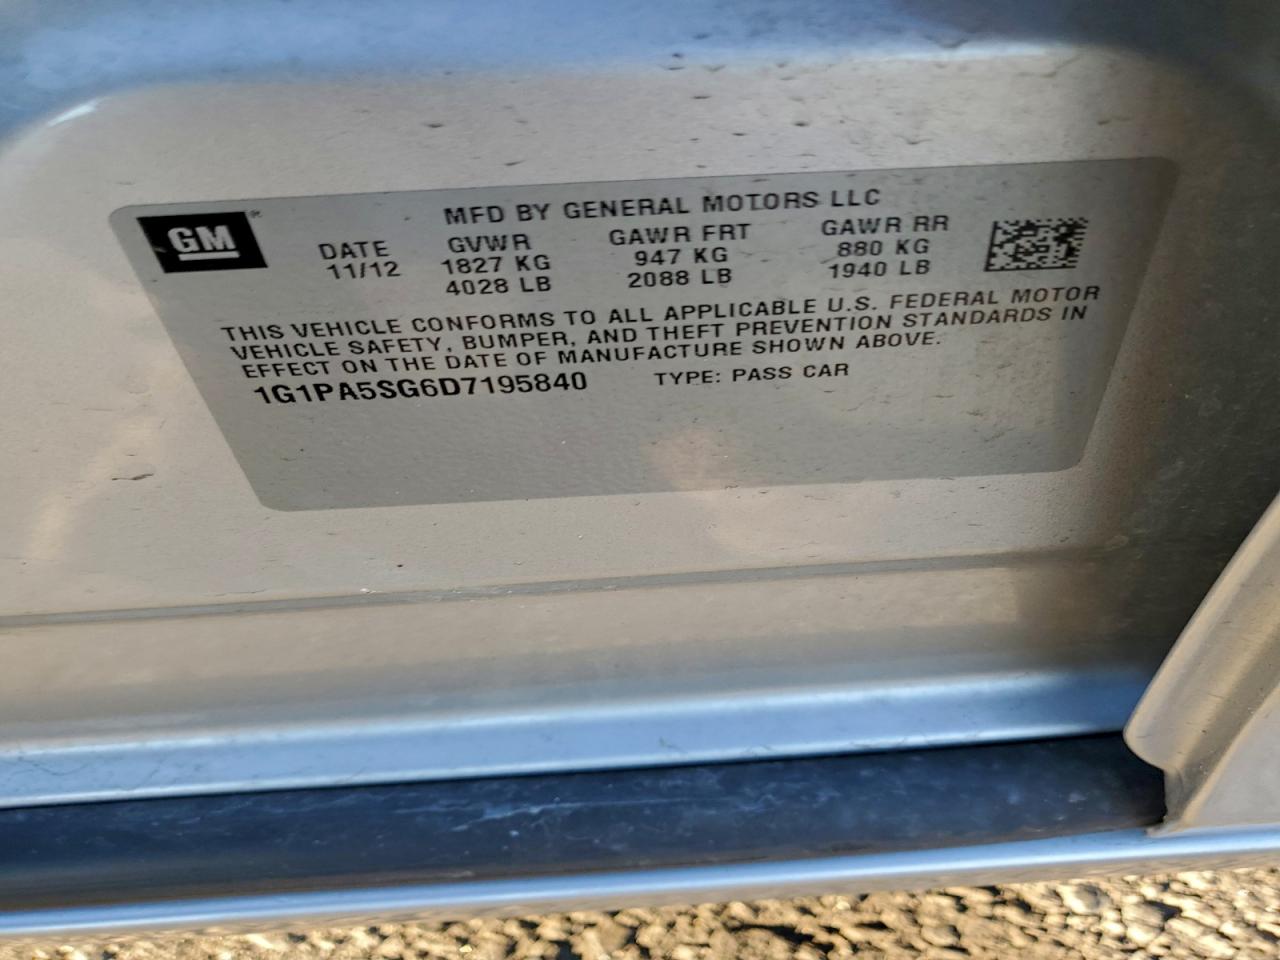 GM®
MFD BY GENERAL MOTORS LLC
DATE GVWR GAWR FRT GAWR RR
11/12 1827 KG 947 KG 880 KG
4028 LB 2088 LB 1940 LB
THIS VEHICLE CONFORMS TO ALL APPLICABLE U.S. FEDERAL MOTOR
VEHICLE SAFETY, BUMPER, AND THEFT PREVENTION STANDARDS IN
EFFECT ON THE DATE OF MANUFACTURE SHOWN ABOVE.
1G1PA5SG6D7195840 TYPE: PASS CAR